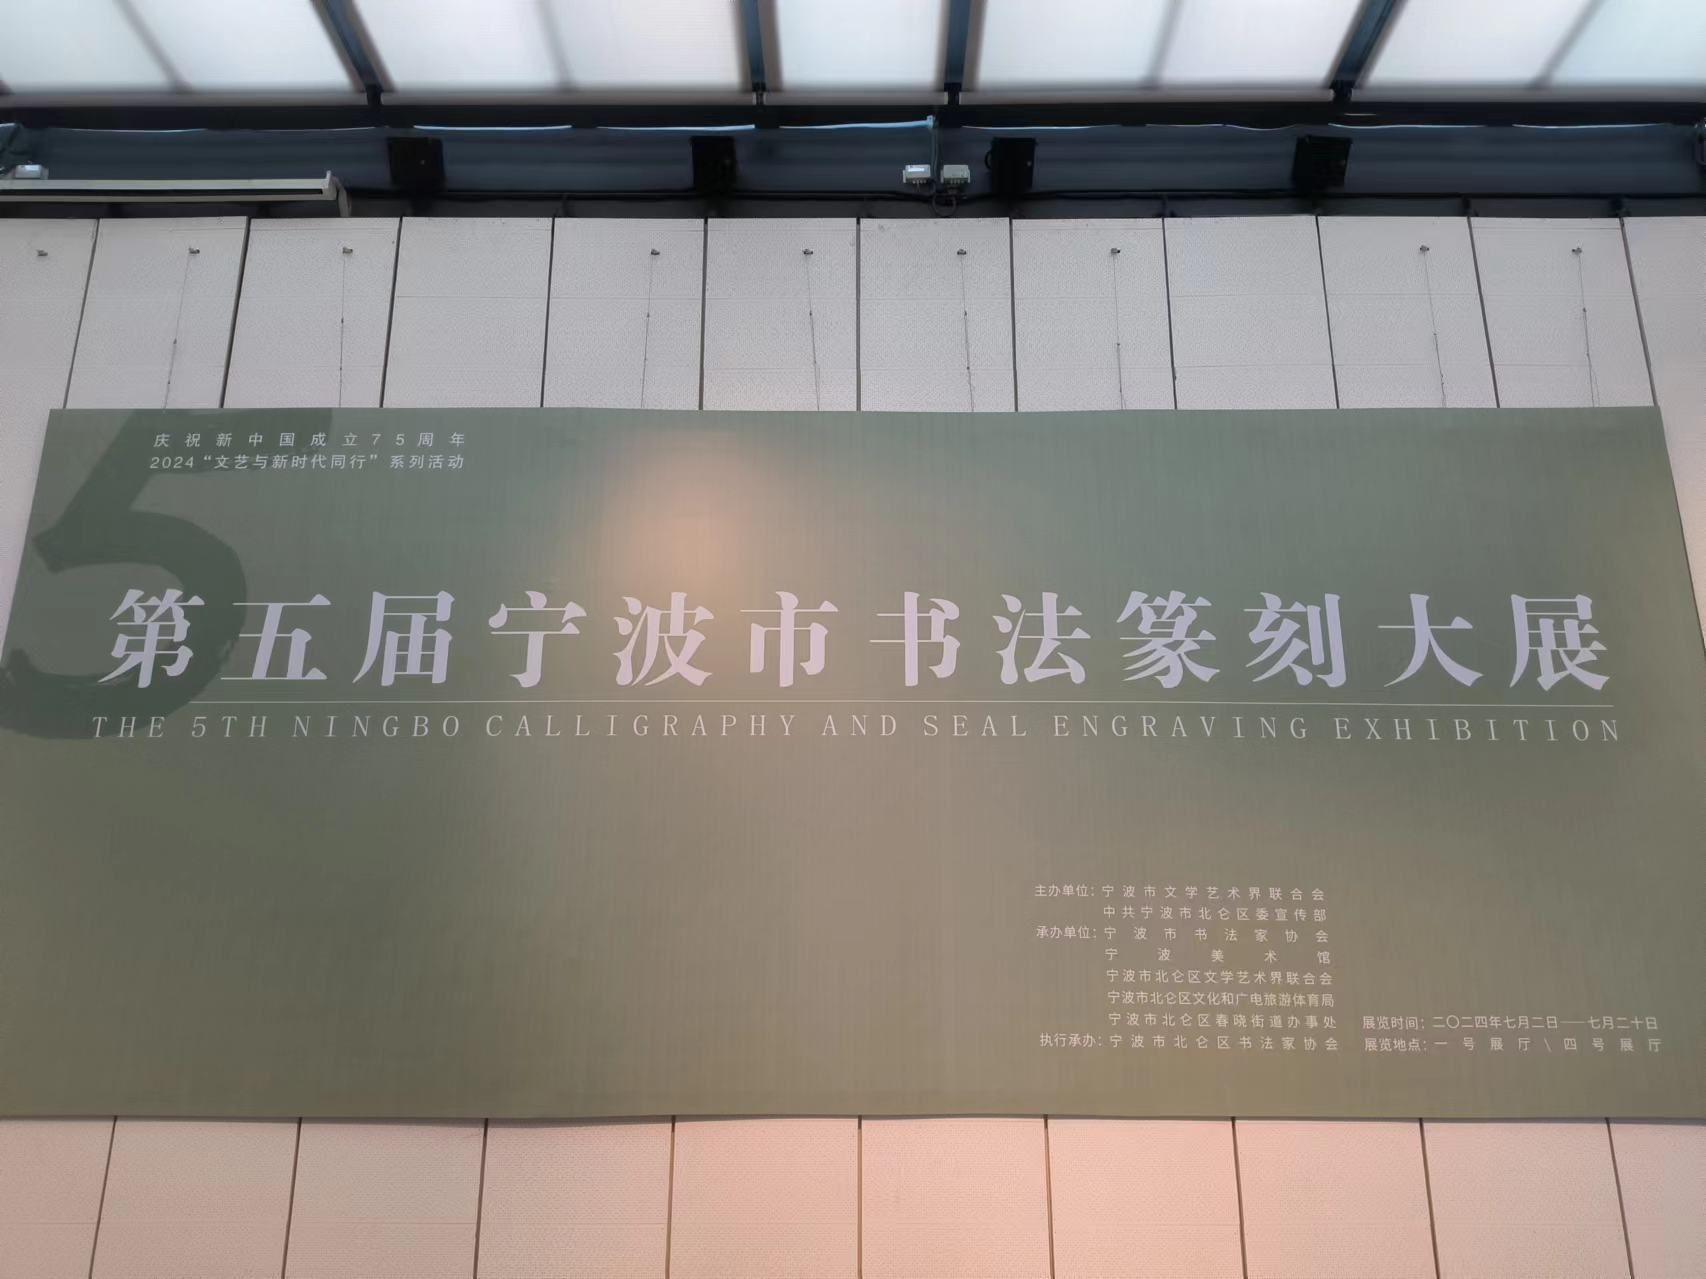 5
庆祝新中国成立75周年
2024“文艺与新时代同行”系列活动
第五届宁波市书法篆刻大展
THE 5TH NINGBO CALLIGRAPHY AND SEAL ENGRAVING EXHIBITION
主办单位：宁波市文学艺术界联合会
中共宁波市北仑区委宣传部
承办单位：宁波市书法家协会
宁波美术馆
宁波市北仑区文学艺术界联合会
宁波市北仑区文化和广电旅游体育局
宁波市北仑区春晓街道办事处
执行承办：宁波市北仑区书法家协会
展览时间：二〇二四年七月二日——七月二十日
展览地点：一号展厅\四号展厅